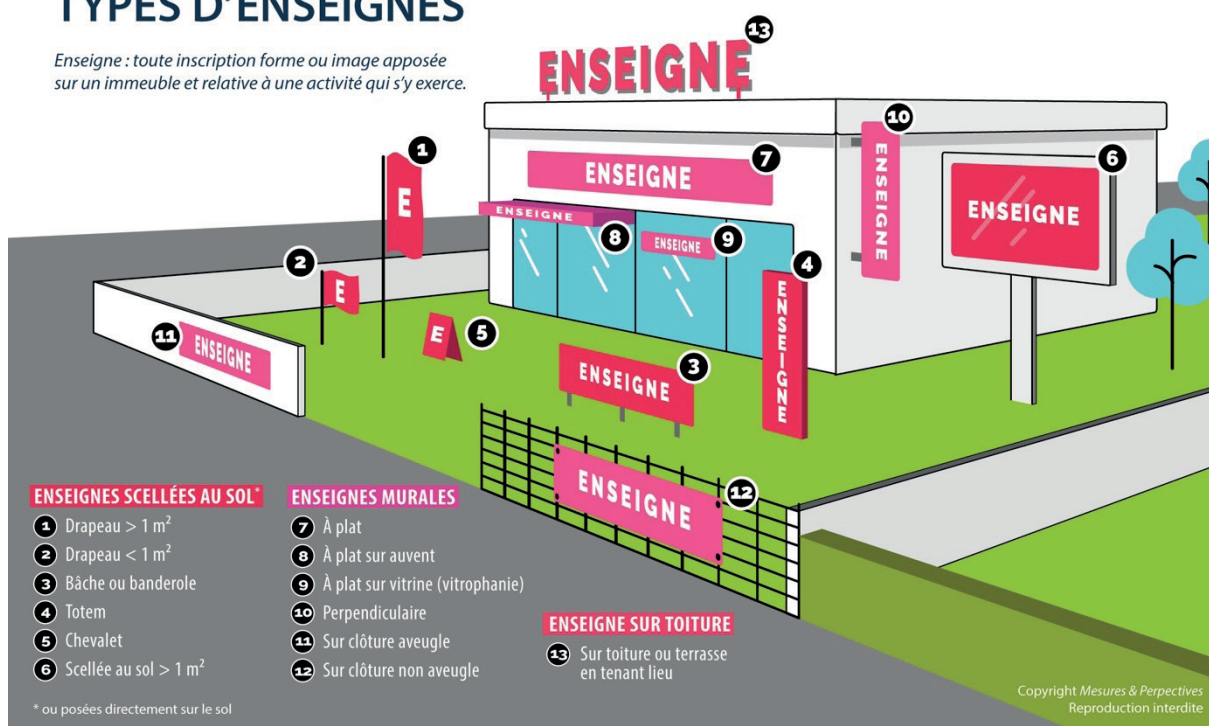 TYPES D'ENSEIGNES
Enseigne : toute inscription forme ou image apposée
sur un immeuble et relative à une activité qui s'y exerce.
ENSEIGNE
13
10
ENSEIGNE
1
E
ENSEIGNE
7
6
ENSEIGNE
ENSEIGNE
8
ENSEIGNE
9
2
E
4
ENSEIGNE
11
ENSEIGNE
E
5
ENSEIGNE
3
ENSEIGNE
12
ENSEIGNES SCELLÉES AU SOL*
1 Drapeau > 1 m²
2 Drapeau < 1 m²
3 Bâche ou banderole
4 Totem
5 Chevalet
6 Scellée au sol > 1 m²
* ou posées directement sur le sol
ENSEIGNES MURALES
7 À plat
8 À plat sur auvent
9 À plat sur vitrine (vitrophanie)
10 Perpendiculaire
11 Sur clôture aveugle
12 Sur clôture non aveugle
ENSEIGNE SUR TOITURE
13 Sur toiture ou terrasse
en tenant lieu
Copyright Mesures & Perpectives
Reproduction interdite